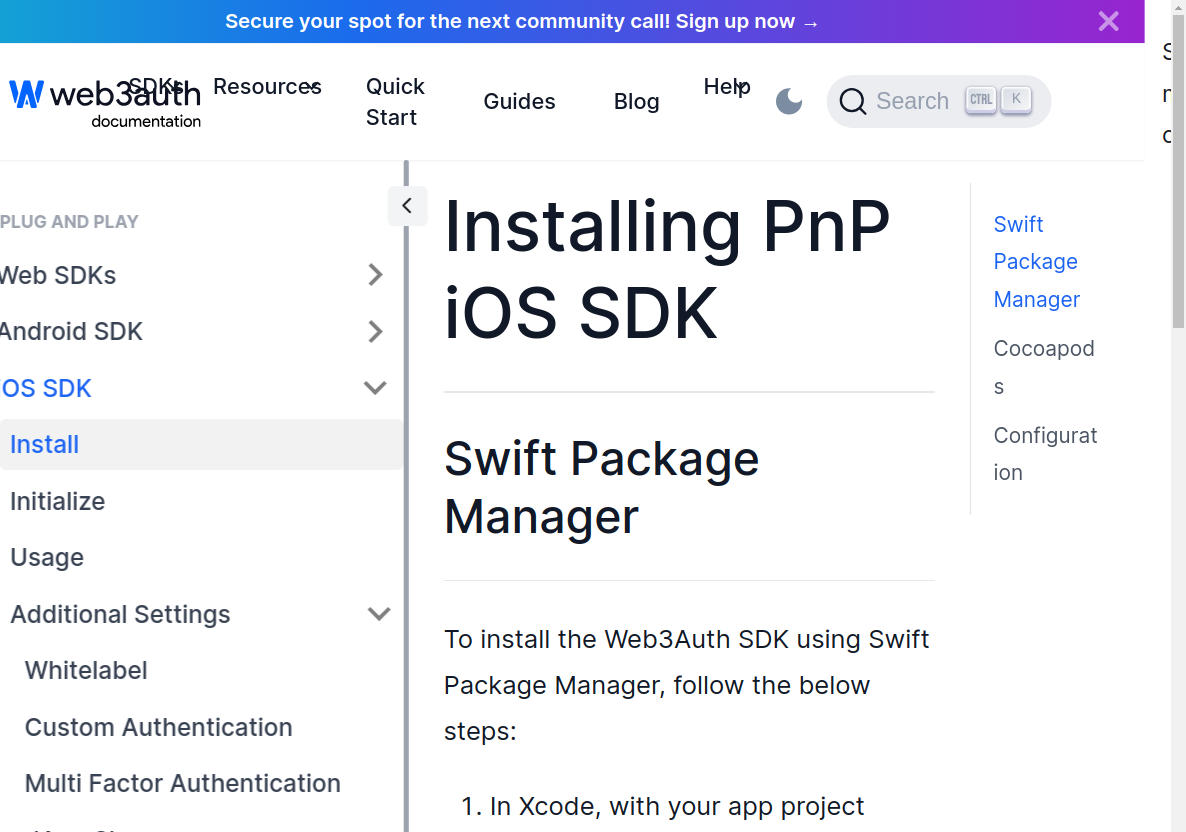 Secure your spot for the next community call! Sign up now →
web3auth
documentation
SDKs
Resources
Quick
Start
Guides
Blog
Help
Search
CTRL
K
PLUG AND PLAY
Web SDKs
Android SDK
iOS SDK
Install
Initialize
Usage
Additional Settings
Whitelabel
Custom Authentication
Multi Factor Authentication
Installing PnP
iOS SDK
Swift Package
Manager
To install the Web3Auth SDK using Swift
Package Manager, follow the below
steps:
1. In Xcode, with your app project
Swift
Package
Manager
Cocoapod
s
Configurat
ion